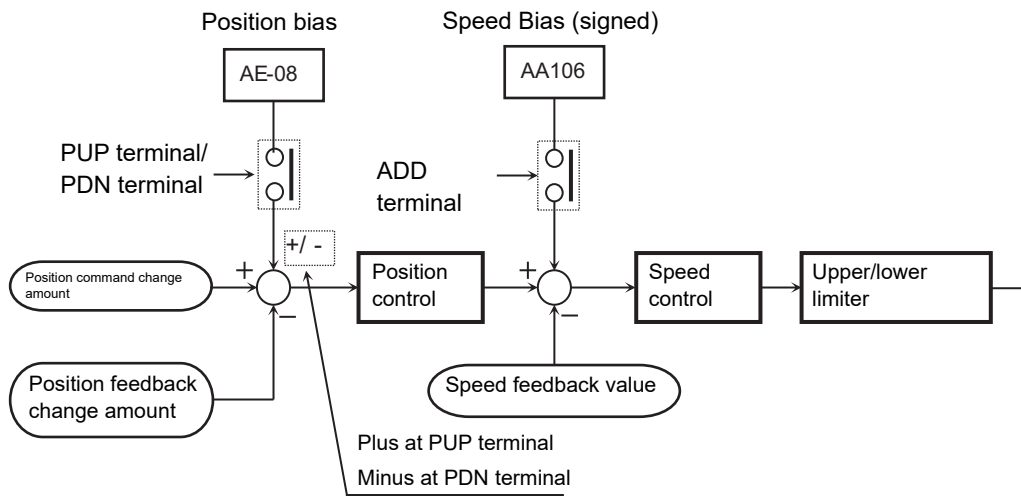 Position bias
Speed Bias (signed)
AE-08
AA106
PUP terminal/
PDN terminal
ADD
terminal
+/ -
+
Position command change
amount
Position
control
+
Speed
control
Upper/lower
limiter
−
−
Position feedback
change amount
Speed feedback value
Plus at PUP terminal
Minus at PDN terminal